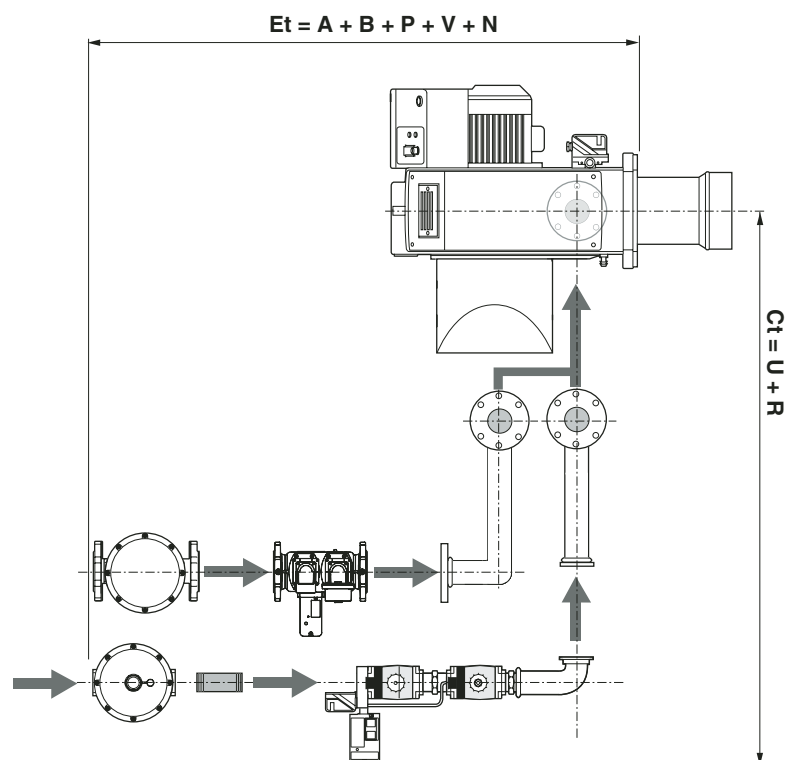 Et = A + B + P + V + N
Ct = U + R